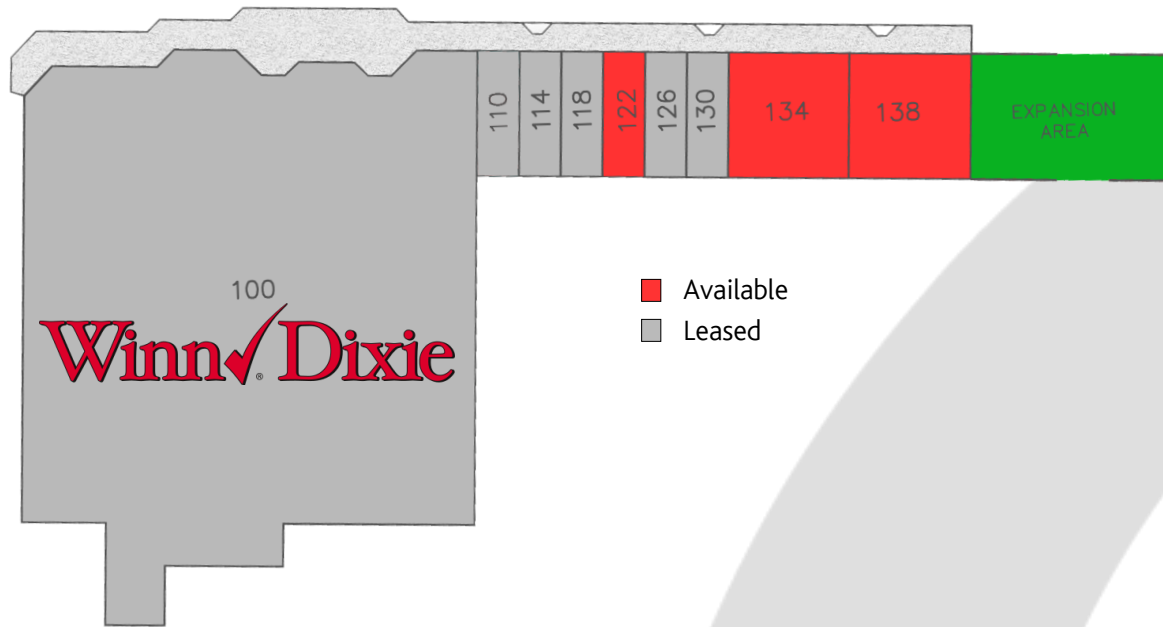 110
114
118
122
126
130
134
138
EXPANSION
AREA
100
Winn Dixie
®
Available
Leased